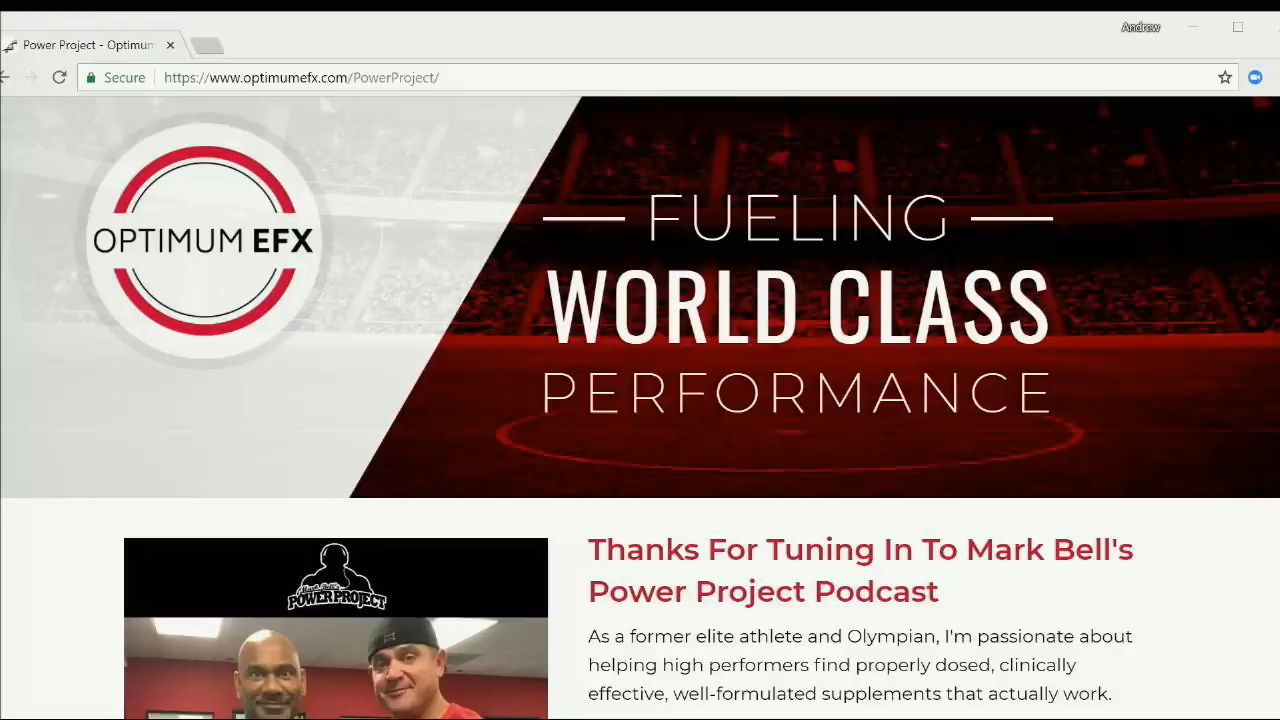 Andrew
Power Project - Optimum
Secure
https://www.optimumefx.com/PowerProject/
OPTIMUM EFX
FUELING
WORLD CLASS
PERFORMANCE
Mark Bell's
POWER PROJECT
Thanks For Tuning In To Mark Bell's
Power Project Podcast
As a former elite athlete and Olympian, I'm passionate about
helping high performers find properly dosed, clinically
effective, well-formulated supplements that actually work.